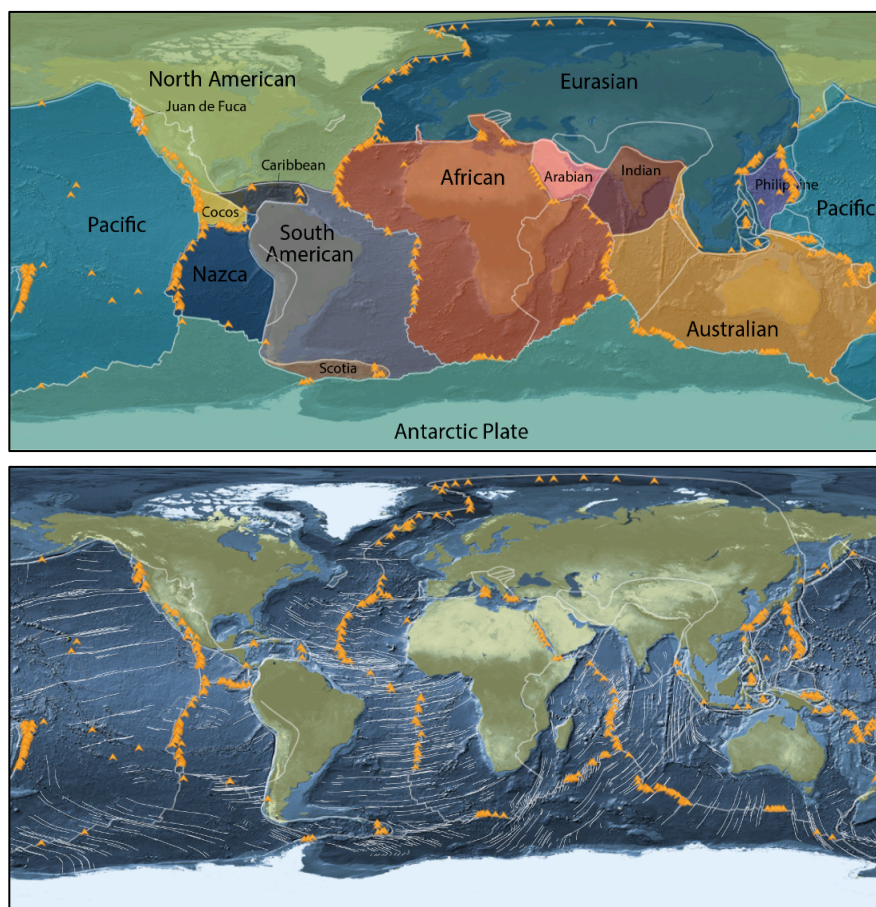 North American
Eurasian
Juan de Fuca
Caribbean
African
Arabian
Indian
Philippine
Cocos
Pacific
South
American
Pacific
Nazca
Australian
Scotia
Antarctic Plate